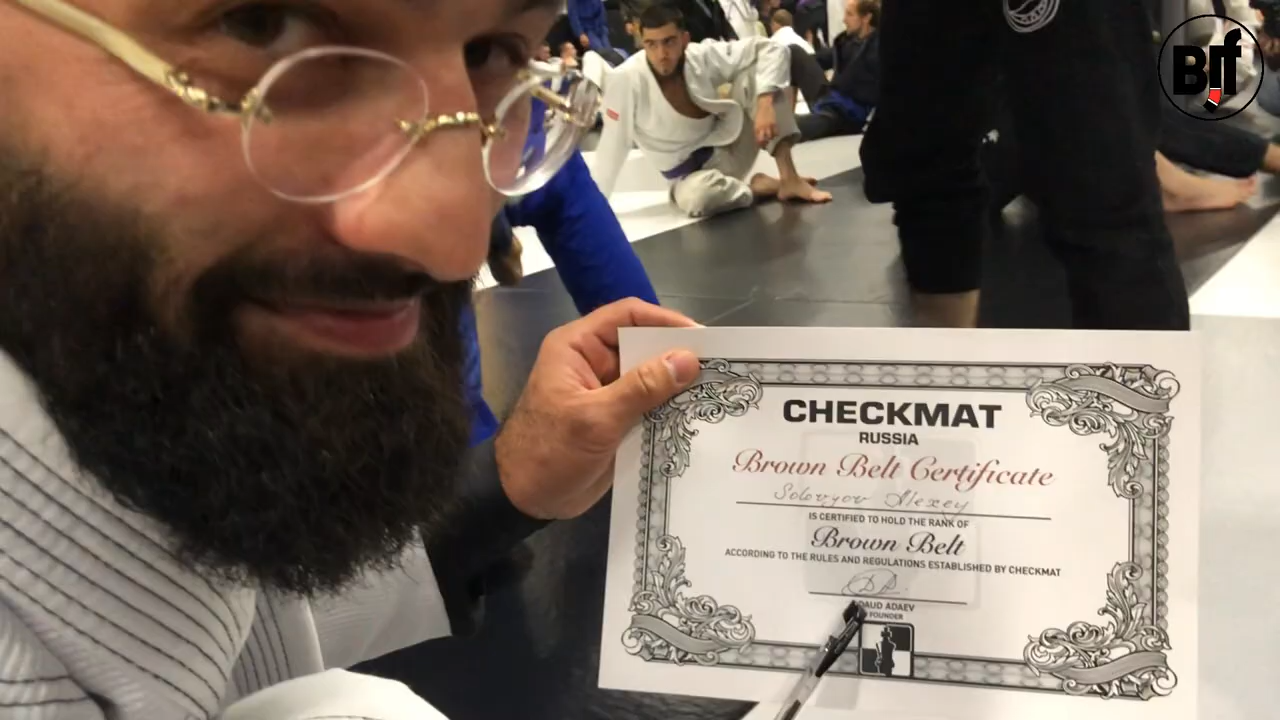 BJf
CHECKMAT
RUSSIA
Brown Belt Certificate
Solovyov Alexey
IS CERTIFIED TO HOLD THE RANK OF
Brown Belt
ACCORDING TO THE RULES AND REGULATIONS ESTABLISHED BY CHECKMAT
DAUD ADAEV
FOUNDER